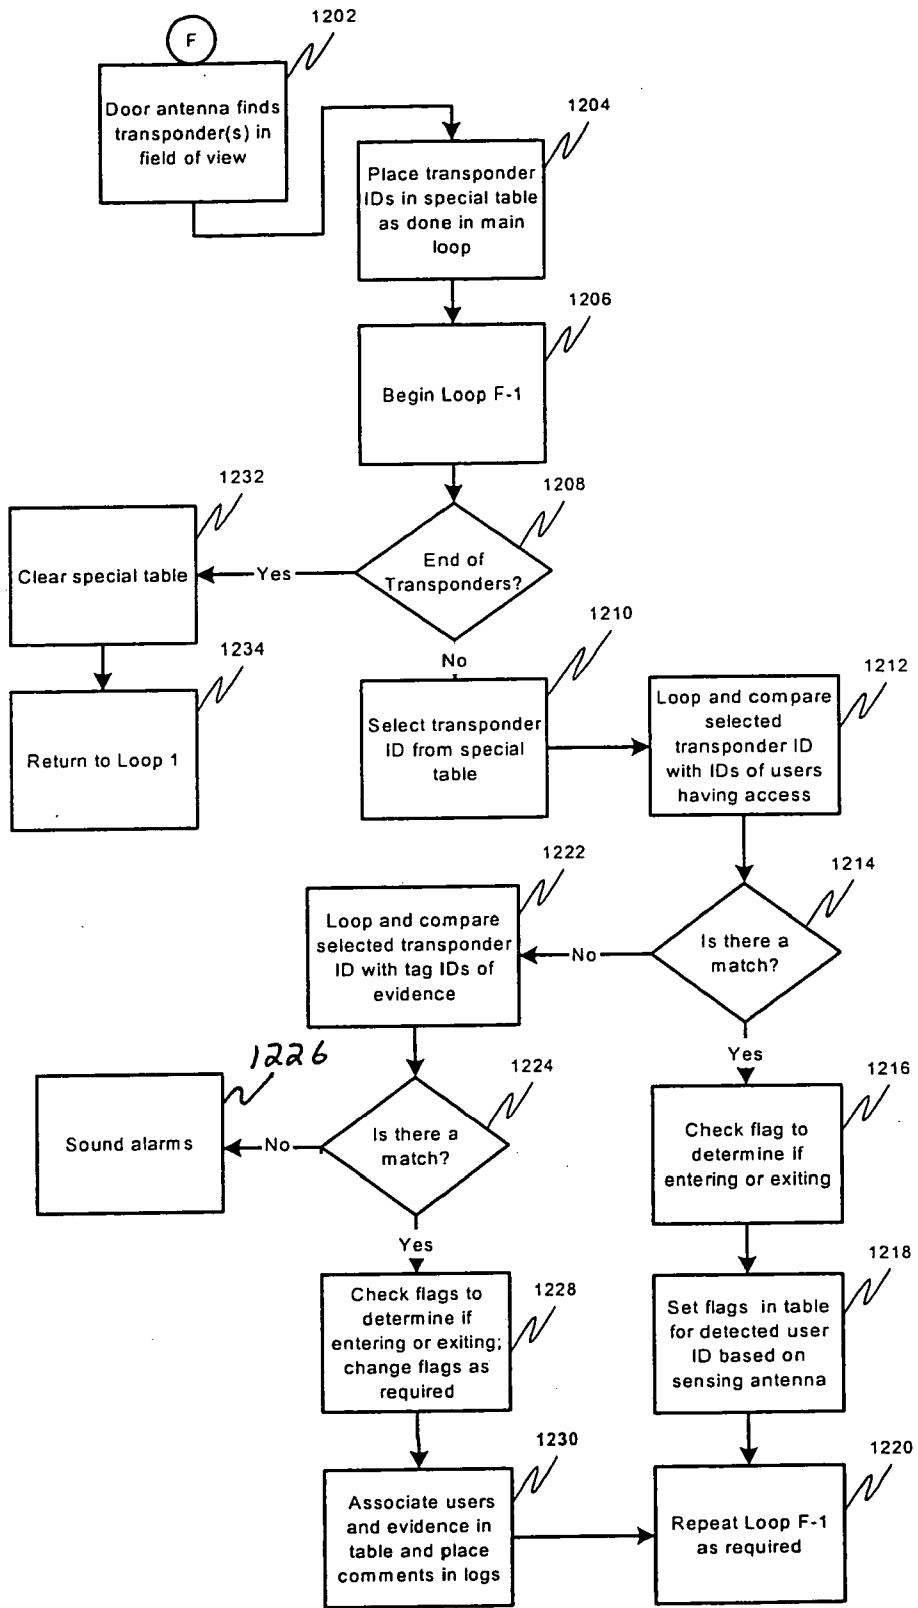 1202
F
Door antenna finds
transponder(s) in
field of view
1204
Place transponder
IDs in special table
as done in main
loop
1206
Begin Loop F-1
1208
End of
Transponders?
Yes
1232
Clear special table
1234
Return to Loop 1
No
1210
Select transponder
ID from special
table
1212
Loop and compare
selected
transponder ID
with IDs of users
having access
1214
Is there a
match?
No
1222
Loop and compare
selected transponder
ID with tag IDs of
evidence
1224
Is there a
match?
No
1226
Sound alarms
Yes
1216
Check flag to
determine if
entering or exiting
1218
Set flags in table
for detected user
ID based on
sensing antenna
Yes
1228
Check flags to
determine if
entering or exiting;
change flags as
required
1230
Associate users
and evidence in
table and place
comments in logs
1220
Repeat Loop F-1
as required